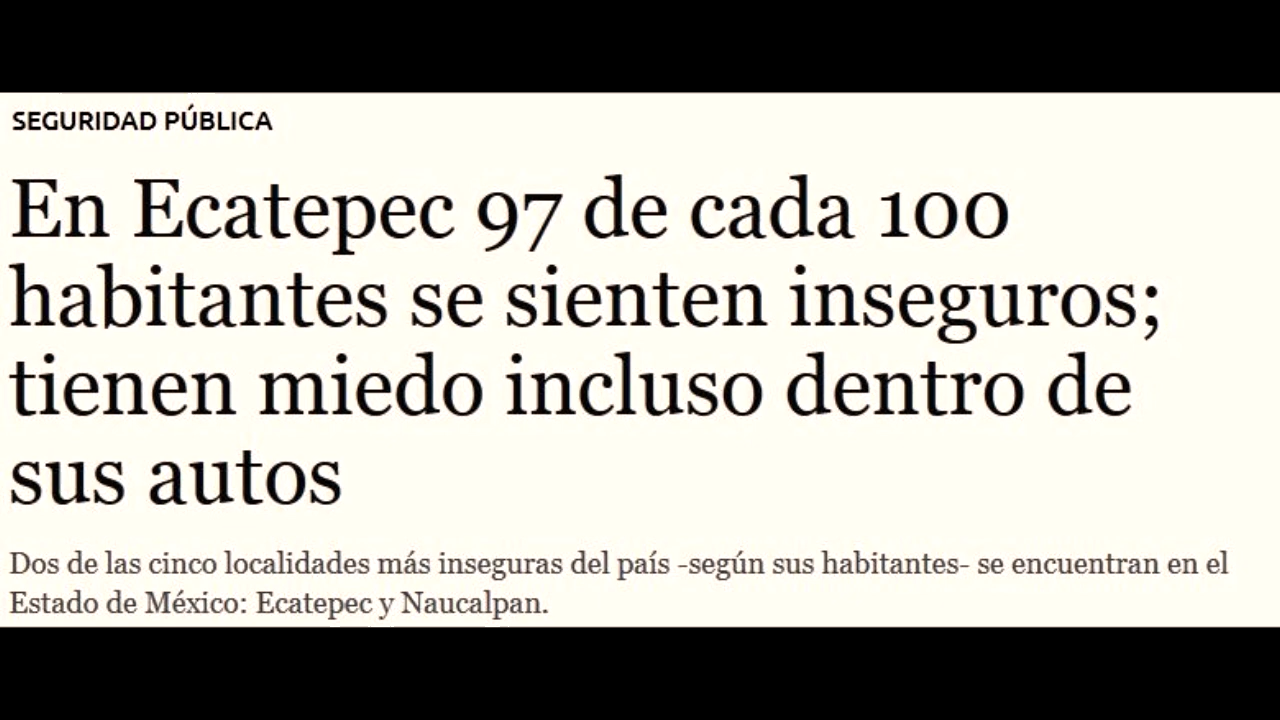 SEGURIDAD PÚBLICA
En Ecatepec 97 de cada 100
habitantes se sienten inseguros;
tienen miedo incluso dentro de
sus autos
Dos de las cinco localidades más inseguras del país -según sus habitantes- se encuentran en el
Estado de México: Ecatepec y Naucalpan.